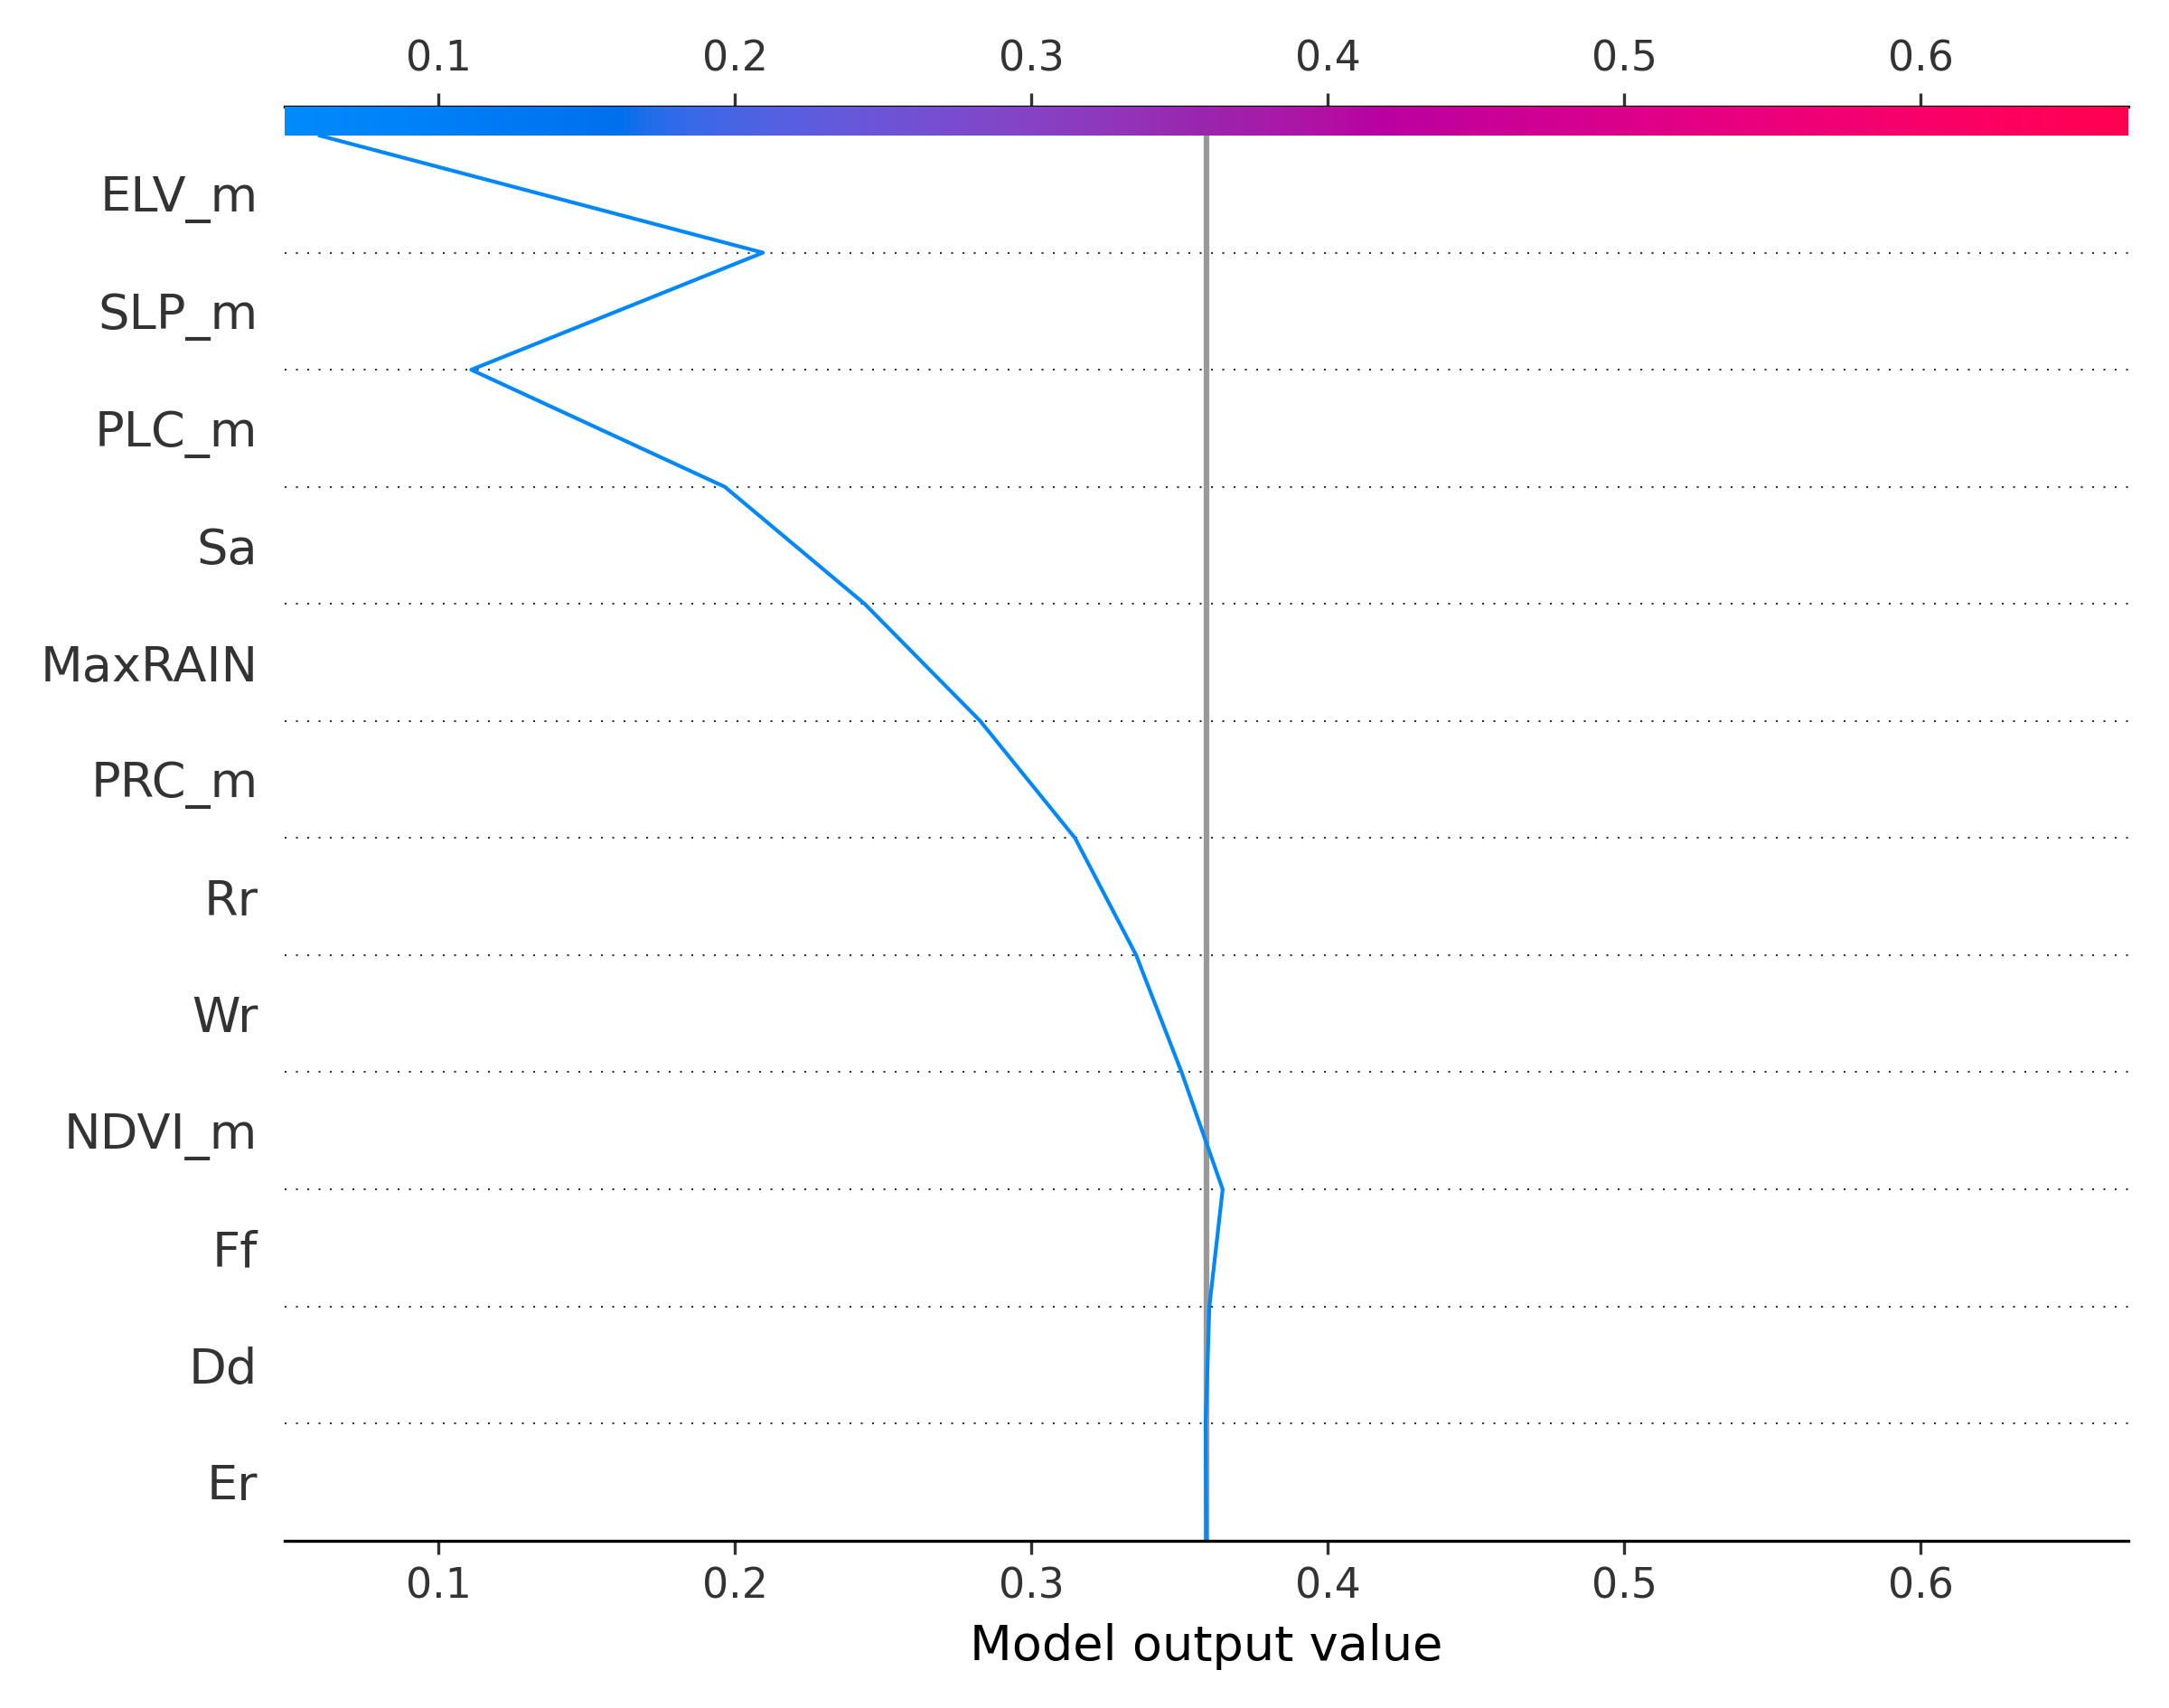 0.1 0.2 0.3 0.4 0.5 0.6
ELV_m
SLP_m
PLC_m
Sa
MaxRAIN
PRC_m
Rr
Wr
NDVI_m
Ff
Dd
Er
0.1 0.2 0.3 0.4 0.5 0.6
Model output value